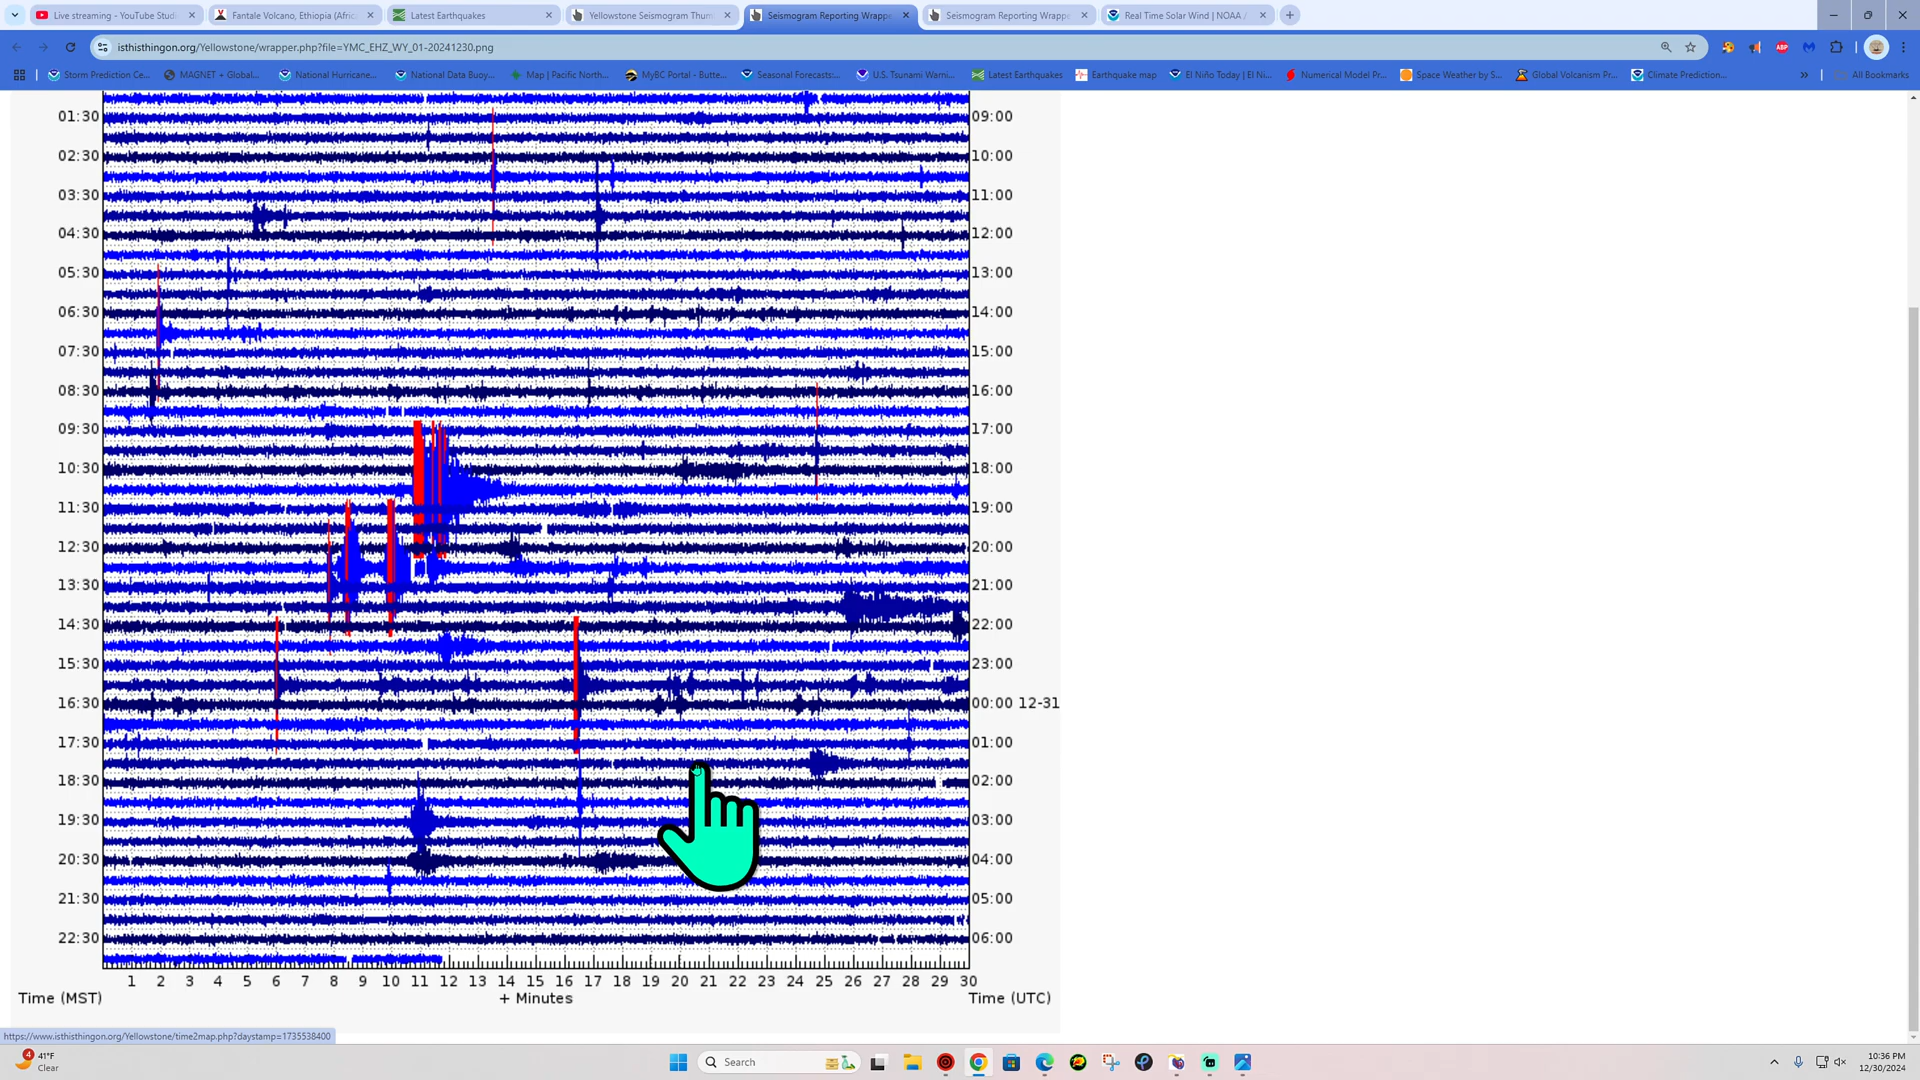 Live streaming - YouTube Studi
Fantale Volcano, Ethiopia (Afric
Latest Earthquakes
Yellowstone Seismogram Thum
Seismogram Reporting Wrappe
Seismogram Reporting Wrappe
Real Time Solar Wind | NOAA /
isthisthingon.org/Yellowstone/wrapper.php?file=YMC_EHZ_WY_01-20241230.png
ABP
Storm Prediction Ce...
MAGNET + Global...
National Hurricane...
National Data Buoy...
Map | Pacific North...
MyBC Portal - Butte...
Seasonal Forecasts:...
U.S. Tsunami Warni...
Latest Earthquakes
Earthquake map
El Niño Today | El Ni...
Numerical Model Pr...
Space Weather by S...
Global Volcanism Pr...
Climate Prediction...
All Bookmarks
01:30 09:00
02:30 10:00
03:30 11:00
04:30 12:00
05:30 13:00
06:30 14:00
07:30 15:00
08:30 16:00
09:30 17:00
10:30 18:00
11:30 19:00
12:30 20:00
13:30 21:00
14:30 22:00
15:30 23:00
16:30 00:00 12-31
17:30 01:00
18:30 02:00
19:30 03:00
20:30 04:00
21:30 05:00
22:30 06:00
1 2 3 4 5 6 7 8 9 10 11 12 13 14 15 16 17 18 19 20 21 22 23 24 25 26 27 28 29 30
Time (MST) + Minutes Time (UTC)
https://www.isthisthingon.org/Yellowstone/time2map.php?daystamp=1735538400
4
41°F
Clear
Search
10:36 PM
12/30/2024